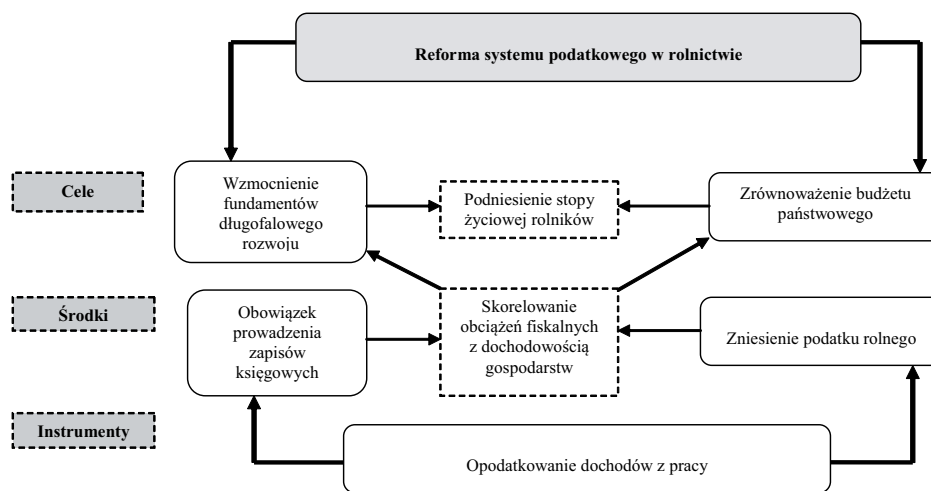 Reforma systemu podatkowego w rolnictwie
Cele
Wzmocnienie
fundamentów
długofalowego
rozwoju
Podniesienie stopy
życiowej rolników
Zrównoważenie budżetu
państwowego
Środki
Obowiązek
prowadzenia
zapisów
księgowych
Skorelowanie
obciążeń fiskalnych
z dochodowością
gospodarstw
Zniesienie podatku rolnego
Instrumenty
Opodatkowanie dochodów z pracy